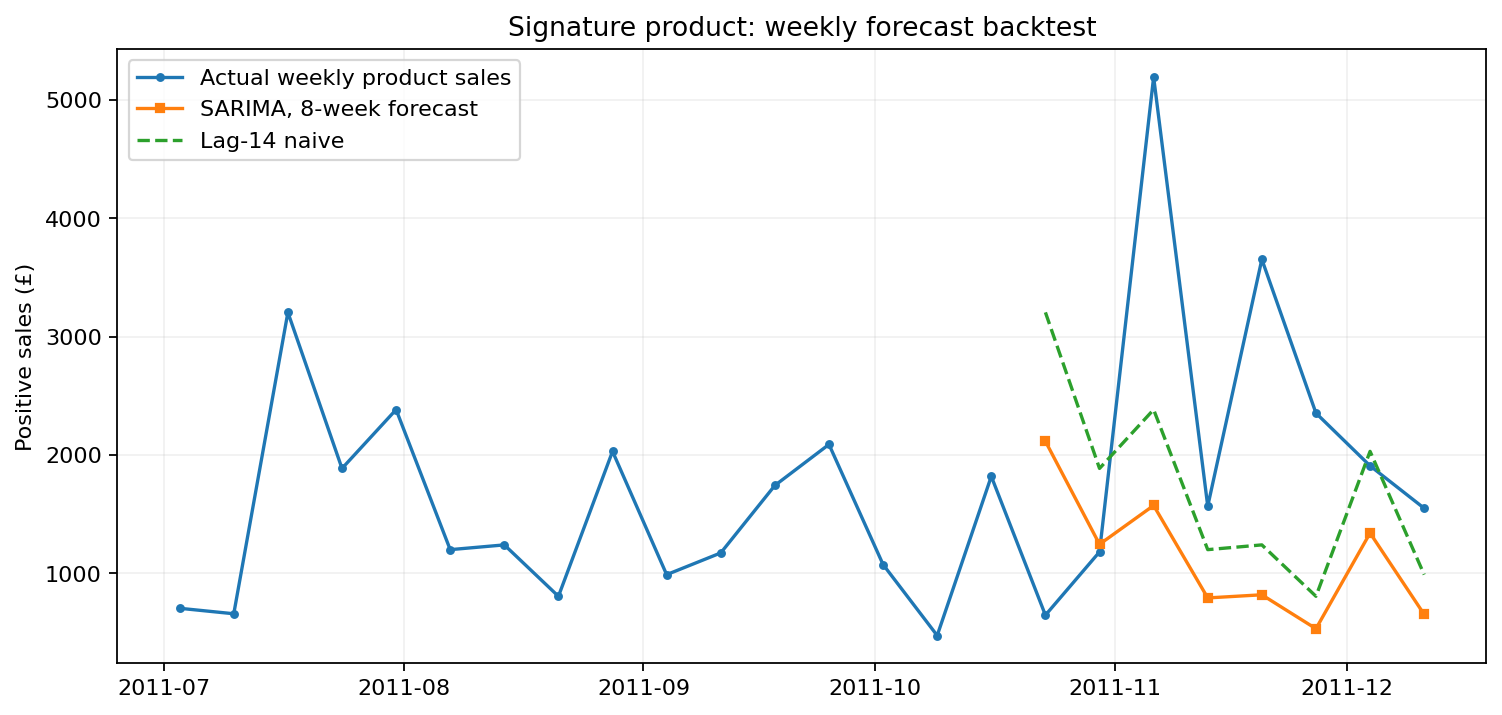 Signature product: weekly forecast backtest
Actual weekly product sales
SARIMA, 8-week forecast
Lag-14 naive
Positive sales (£)
5000
4000
3000
2000
1000
2011-07 2011-08 2011-09 2011-10 2011-11 2011-12